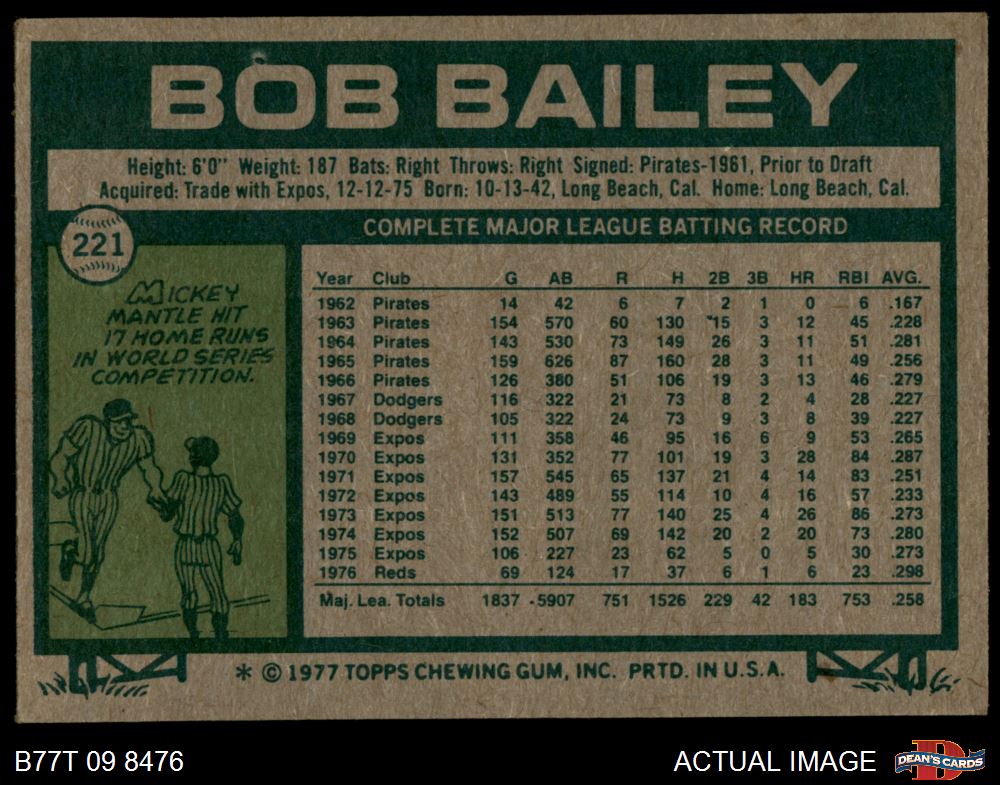 BOB BAILEY
Height: 6'0" Weight: 187 Bats: Right Throws: Right Signed: Pirates-1961, Prior to Draft
Acquired: Trade with Expos, 12-12-75 Born: 10-13-42, Long Beach, Cal. Home: Long Beach, Cal.
221
COMPLETE MAJOR LEAGUE BATTING RECORD
MICKEY
MANTLE HIT
17 HOME RUNS
IN WORLD SERIES
COMPETITION.
Year Club G AB R H 2B 3B HR RBI AVG.
1962 Pirates 14 42 6 7 2 1 0 6 .167
1963 Pirates 154 570 60 130 15 3 12 45 .228
1964 Pirates 143 530 73 149 26 3 11 51 .281
1965 Pirates 159 626 87 160 28 3 11 49 .256
1966 Pirates 126 380 51 106 19 3 13 46 .279
1967 Dodgers 116 322 21 73 8 2 4 28 .227
1968 Dodgers 105 322 24 73 9 3 8 39 .227
1969 Expos 111 358 46 95 16 6 9 53 .265
1970 Expos 131 352 77 101 19 3 28 84 .287
1971 Expos 157 545 65 137 21 4 14 83 .251
1972 Expos 143 489 55 114 10 4 16 57 .233
1973 Expos 151 513 77 140 25 4 26 86 .273
1974 Expos 152 507 69 142 20 2 20 73 .280
1975 Expos 106 227 23 62 5 0 5 30 .273
1976 Reds 69 124 17 37 6 1 6 23 .298
Maj. Lea. Totals 1837 5907 751 1526 229 42 183 753 .258
* © 1977 TOPPS CHEWING GUM, INC. PRTD. IN U.S.A.
B77T 09 8476
ACTUAL IMAGE
D
DEAN'S CARDS